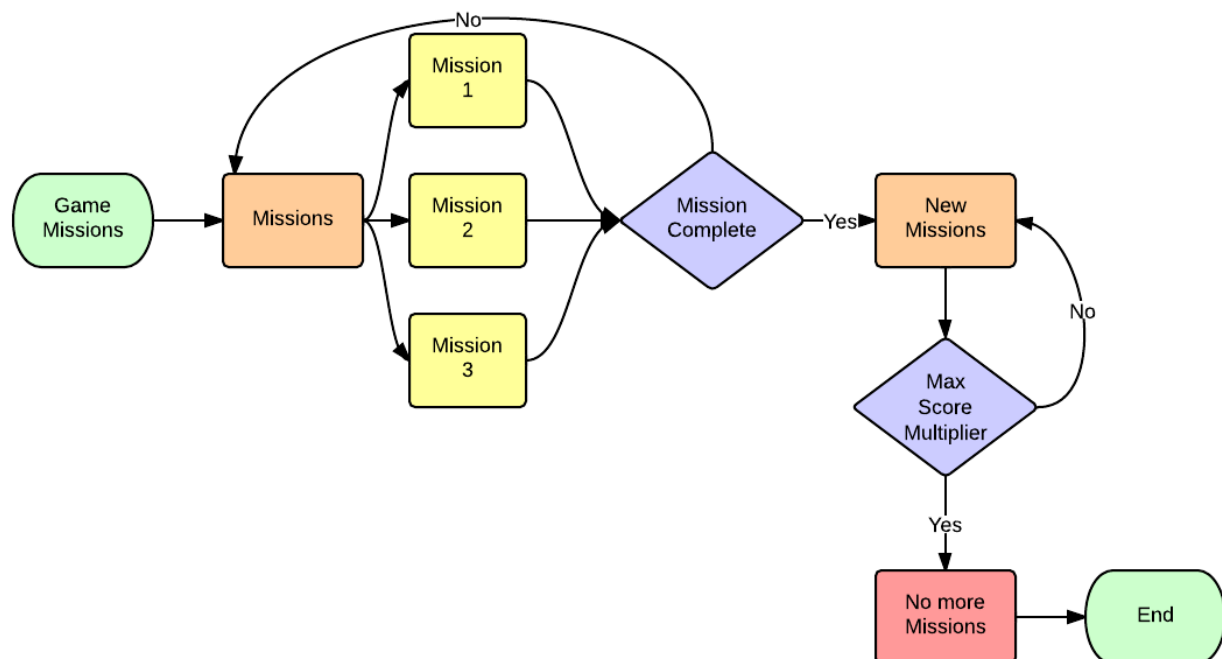 No
Mission
1
Game
Missions
Missions
Mission
2
Mission
3
Mission
Complete
Yes
New
Missions
No
Max
Score
Multiplier
Yes
No more
Missions
End